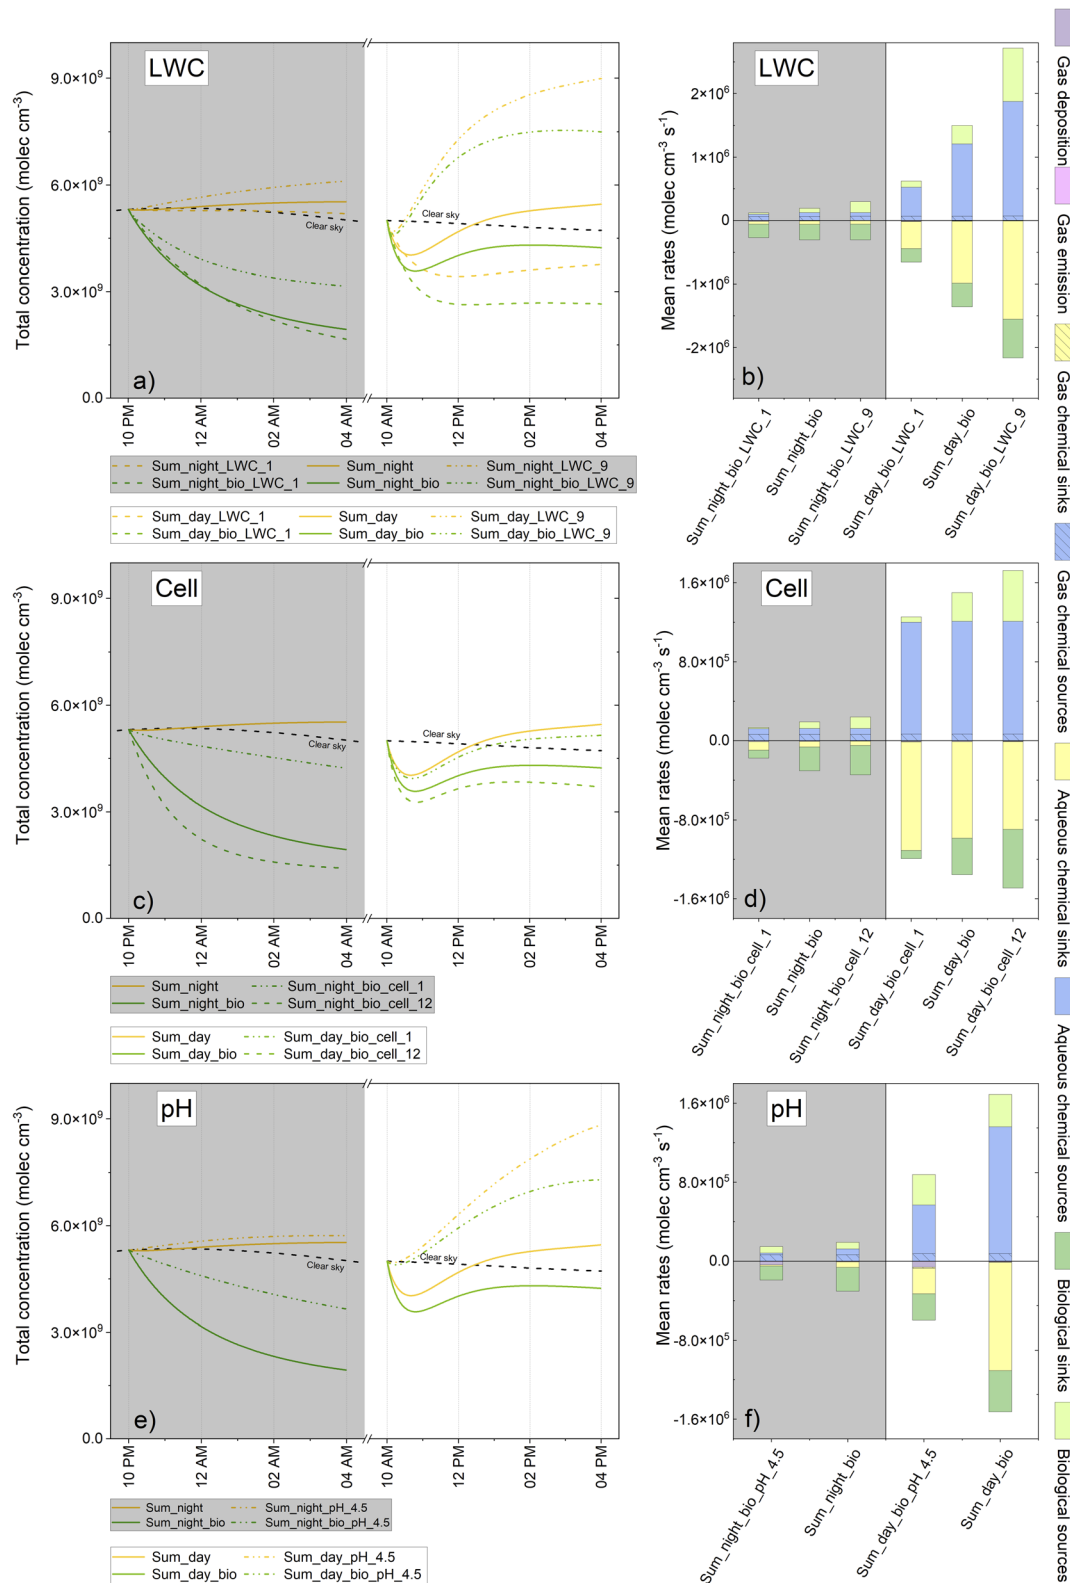 LWC
Total concentration (molec cm⁻³)
9.0×10⁹
6.0×10⁹
3.0×10⁹
0.0
Clear sky
Clear sky
a)
10 PM
12 AM
02 AM
04 AM
10 AM
12 PM
02 PM
04 PM
Sum_night_LWC_1 Sum_night Sum_night_LWC_9
Sum_night_bio_LWC_1 Sum_night_bio Sum_night_bio_LWC_9
Sum_day_LWC_1 Sum_day Sum_day_LWC_9
Sum_day_bio_LWC_1 Sum_day_bio Sum_day_bio_LWC_9
LWC
Mean rates (molec cm⁻³ s⁻¹)
2×10⁶
1×10⁶
0
-1×10⁶
-2×10⁶
b)
Sum_night_bio_LWC_1
Sum_night_bio
Sum_night_bio_LWC_9
Sum_day_bio_LWC_1
Sum_day_bio
Sum_day_bio_LWC_9
Cell
Total concentration (molec cm⁻³)
9.0×10⁹
6.0×10⁹
3.0×10⁹
0.0
Clear sky
Clear sky
c)
10 PM
12 AM
02 AM
04 AM
10 AM
12 PM
02 PM
04 PM
Sum_night Sum_night_bio_cell_1
Sum_night_bio Sum_night_bio_cell_12
Sum_day Sum_day_bio_cell_1
Sum_day_bio Sum_day_bio_cell_12
Cell
Mean rates (molec cm⁻³ s⁻¹)
1.6×10⁶
8.0×10⁵
0.0
-8.0×10⁵
-1.6×10⁶
d)
Sum_night_bio_cell_1
Sum_night_bio
Sum_night_bio_cell_12
Sum_day_bio_cell_1
Sum_day_bio
Sum_day_bio_cell_12
pH
Total concentration (molec cm⁻³)
9.0×10⁹
6.0×10⁹
3.0×10⁹
0.0
Clear sky
Clear sky
e)
10 PM
12 AM
02 AM
04 AM
10 AM
12 PM
02 PM
04 PM
Sum_night Sum_night_pH_4.5
Sum_night_bio Sum_night_bio_pH_4.5
Sum_day Sum_day_pH_4.5
Sum_day_bio Sum_day_bio_pH_4.5
pH
Mean rates (molec cm⁻³ s⁻¹)
1.6×10⁶
8.0×10⁵
0.0
-8.0×10⁵
-1.6×10⁶
f)
Sum_night_bio_pH_4.5
Sum_night_bio
Sum_day_bio_pH_4.5
Sum_day_bio
Gas deposition
Gas emission
Gas chemical sinks
Gas chemical sources
Aqueous chemical sinks
Aqueous chemical sources
Biological sinks
Biological sources